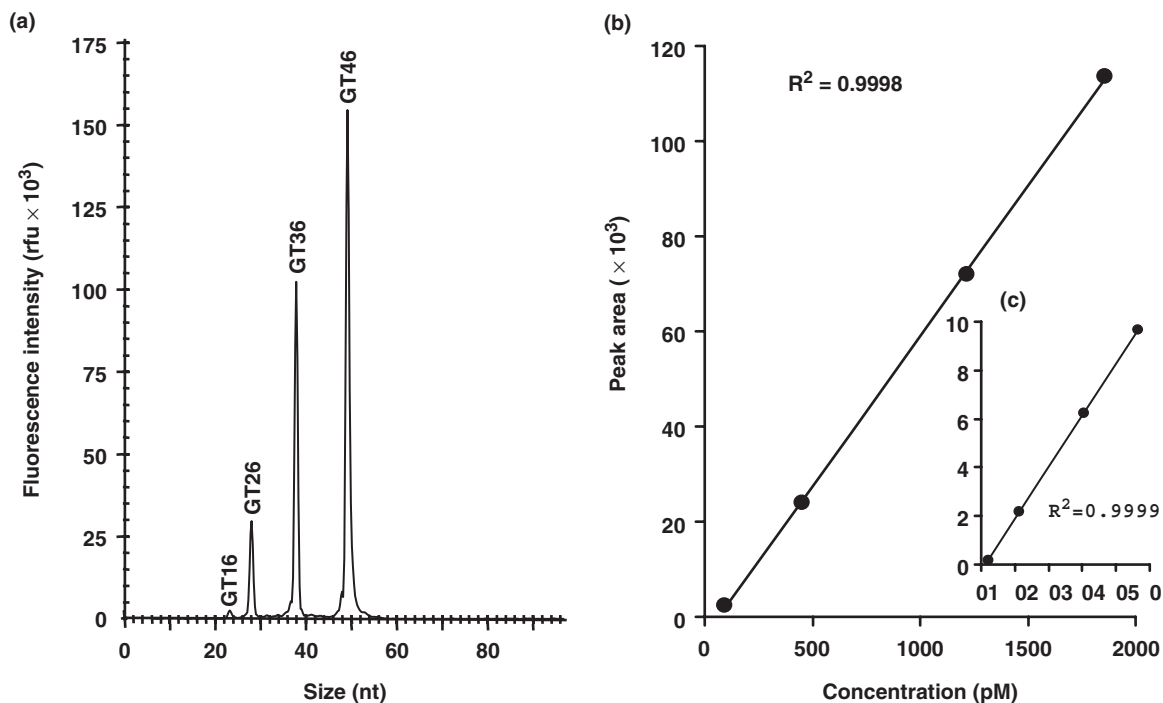 (a)
175
150
125
100
75
50
25
0
Fluorescence intensity (rfu × 10³)
GT16
GT26
GT36
GT46
0 20 40 60 80
Size (nt)
(b)
120
100
80
60
40
20
0
Peak area ( × 10³)
R² = 0.9998
0 500 1000 1500 2000
Concentration (pM)
(c)
10
8
6
4
2
0
R²=0.9999
01 02 03 04 05 0